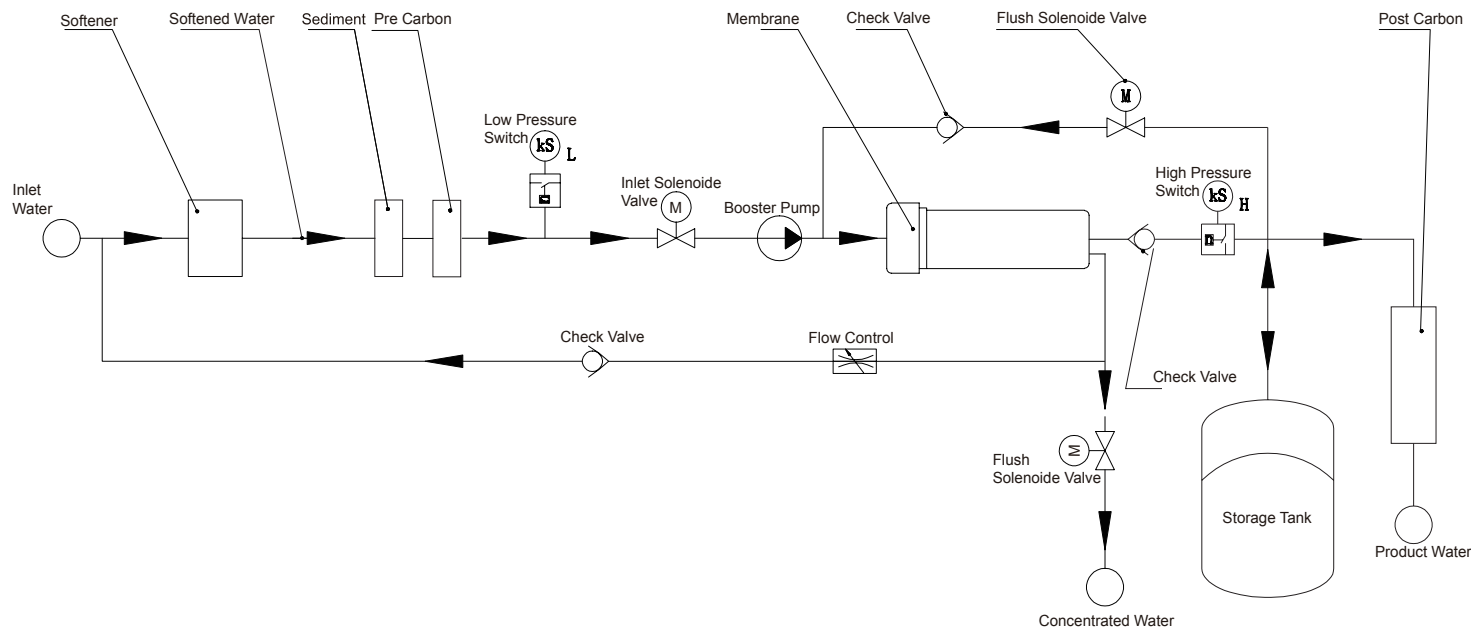 Softener
Softened Water
Sediment
Pre Carbon
Membrane
Check Valve
Flush Solenoide Valve
Post Carbon
M
Low Pressure
Switch
kS
L
Inlet
Water
Inlet Solenoide
Valve
M
Booster Pump
High Pressure
Switch
kS
H
Check Valve
Flow Control
Check Valve
Flush
Solenoide Valve
M
Storage Tank
Product Water
Concentrated Water